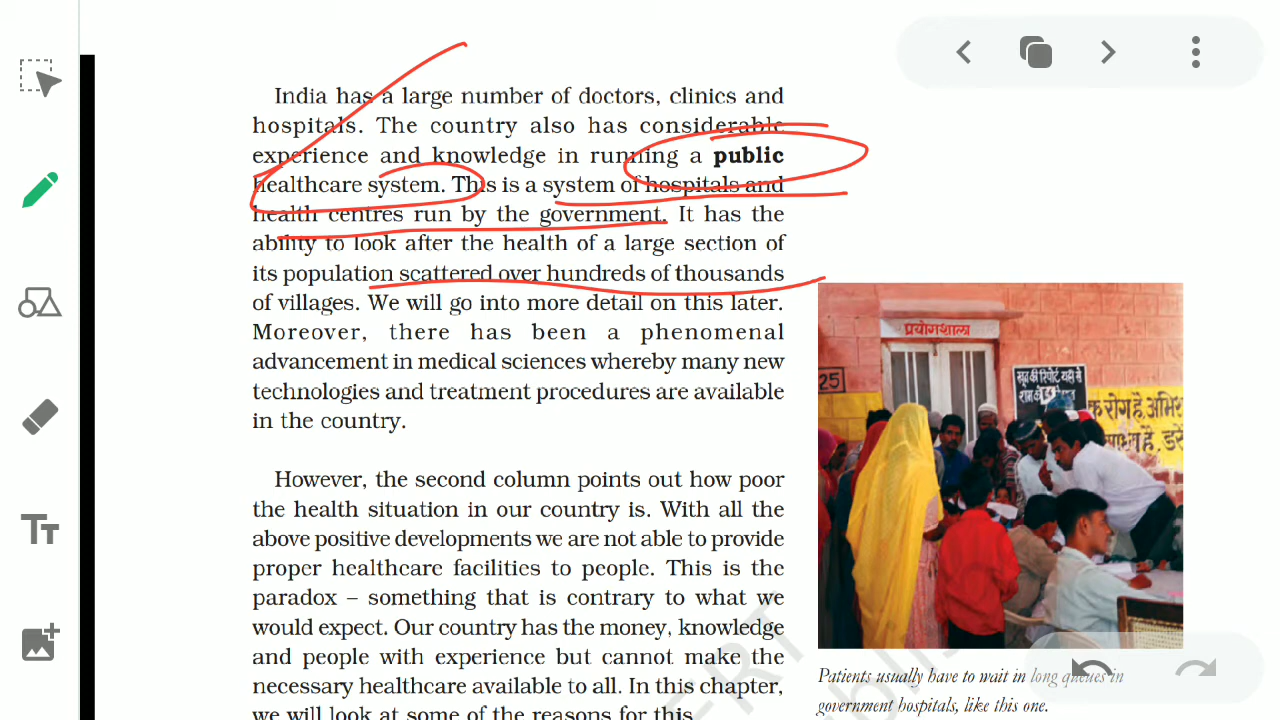 India has a large number of doctors, clinics and
hospitals. The country also has considerable
experience and knowledge in running a public
healthcare system. This is a system of hospitals and
health centres run by the government. It has the
ability to look after the health of a large section of
its population scattered over hundreds of thousands
of villages. We will go into more detail on this later.
Moreover, there has been a phenomenal
advancement in medical sciences whereby many new
technologies and treatment procedures are available
in the country.
However, the second column points out how poor
the health situation in our country is. With all the
above positive developments we are not able to provide
proper healthcare facilities to people. This is the
paradox – something that is contrary to what we
would expect. Our country has the money, knowledge
and people with experience but cannot make the
necessary healthcare available to all. In this chapter,
we will look at some of the reasons for this.
प्रयोगशाला
25
खून की रिपोर्ट यहाँ से
Patients usually have to wait in long queues in
government hospitals, like this one.
TT